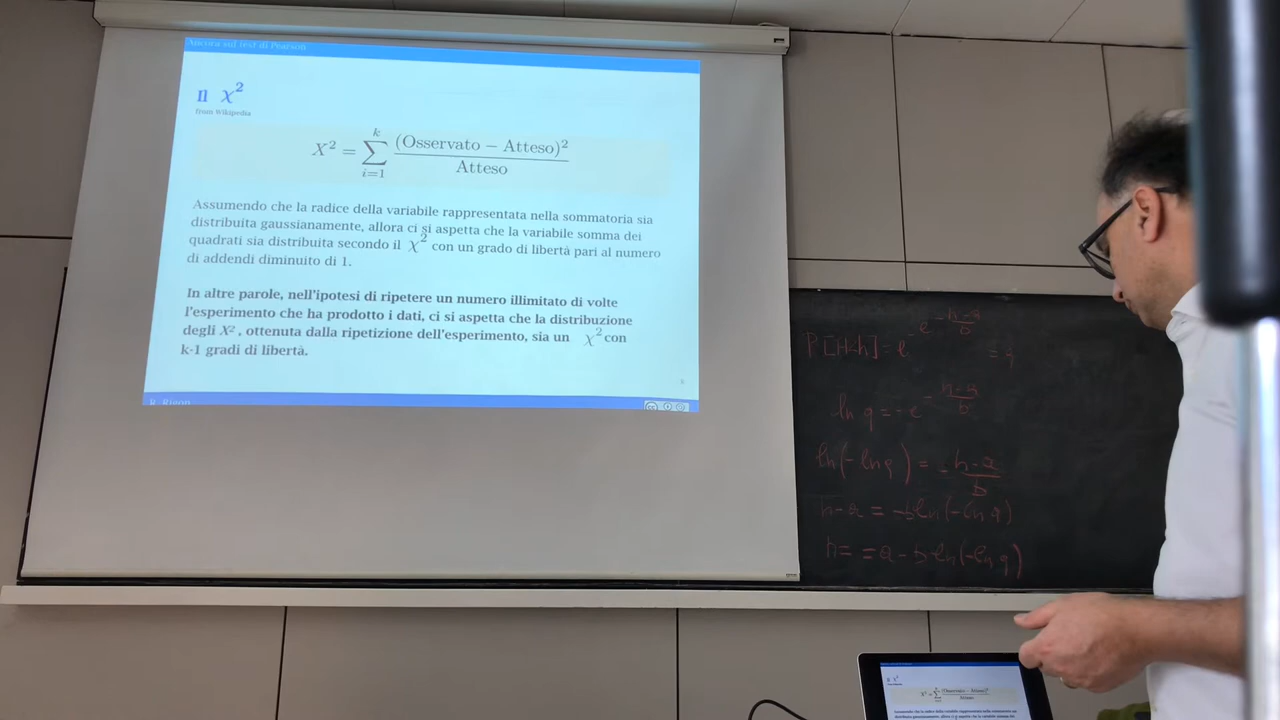 Ancora sul test di Pearson
Il χ²
from Wikipedia
X² = ∑ᵢ₌₁ᵏ (Osservato − Atteso)² / Atteso
Assumendo che la radice della variabile rappresentata nella sommatoria sia
distribuita gaussianamente, allora ci si aspetta che la variabile somma dei
quadrati sia distribuita secondo il χ² con un grado di libertà pari al numero
di addendi diminuito di 1.
In altre parole, nell'ipotesi di ripetere un numero illimitato di volte
l'esperimento che ha prodotto i dati, ci si aspetta che la distribuzione
degli X², ottenuta dalla ripetizione dell'esperimento, sia un χ² con
k-1 gradi di libertà.
R. Rigon
ln q = - e^(-(h-a)/b)
ln(-ln q) = - (h-a)/b
h-a = -b ln(-ln q)
h= =a-b ln(-ln q)